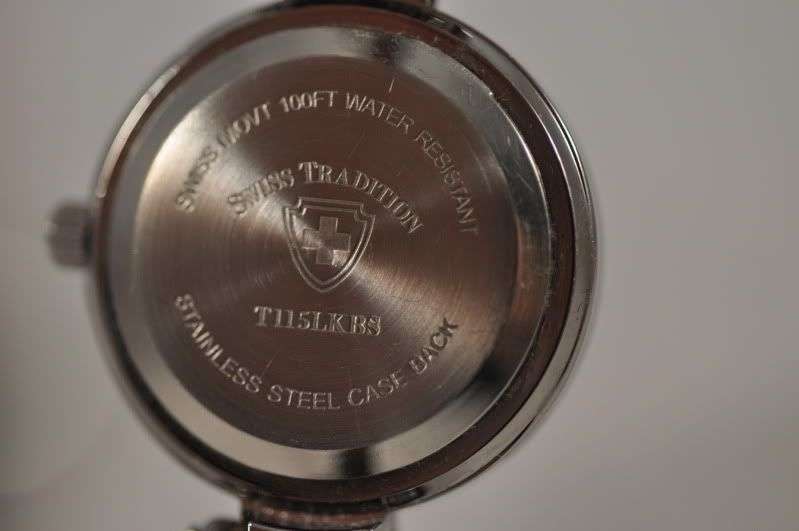 SWISS MOVT 100FT WATER RESISTANT
SWISS TRADITION
T115LKBS
STAINLESS STEEL CASE BACK